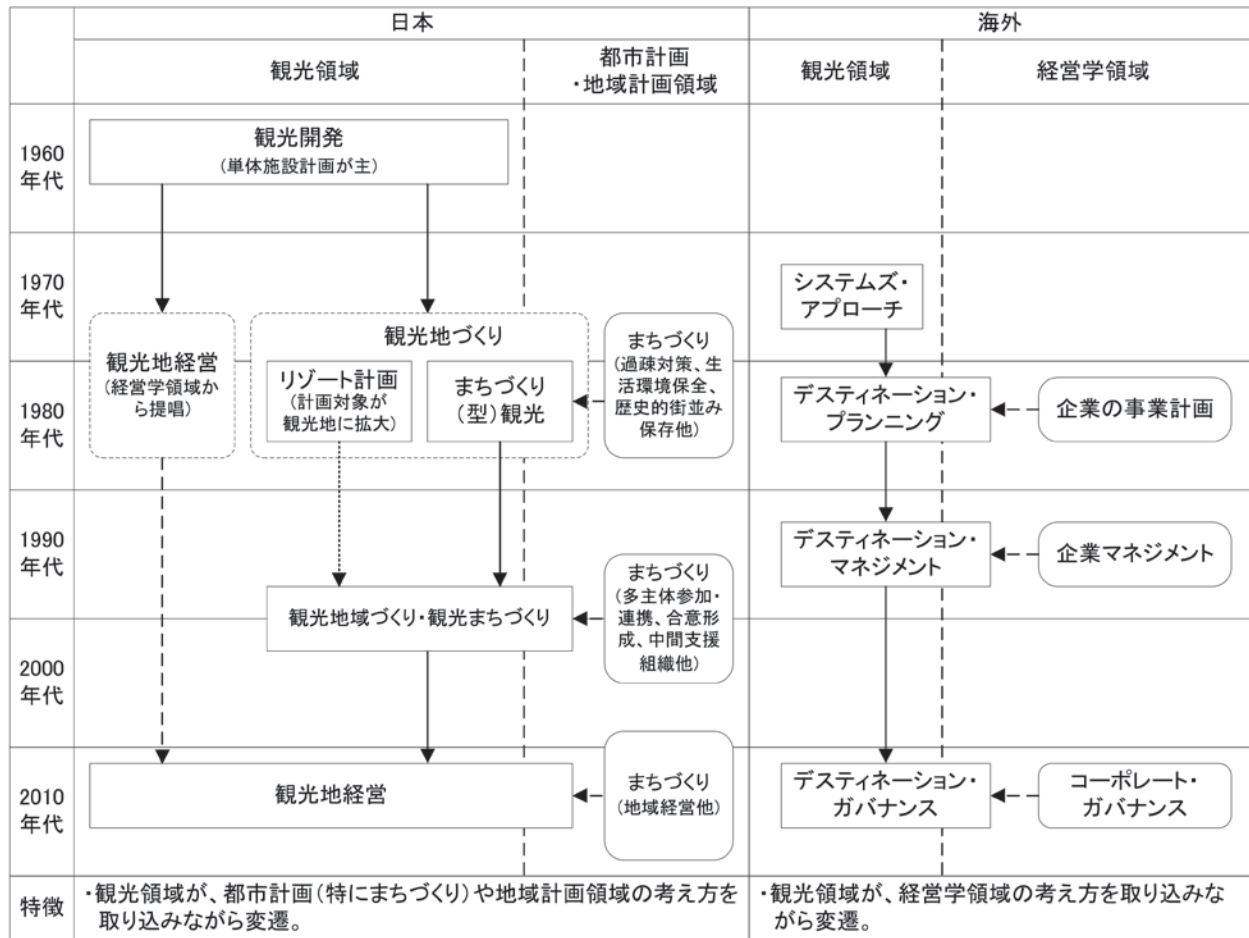 日本
海外
観光領域
都市計画
・地域計画領域
観光領域
経営学領域
1960
年代
観光開発
(単体施設計画が主)
1970
年代
システムズ・
アプローチ
観光地経営
(経営学領域か
ら提唱)
観光地づくり
リゾート計画
(計画対象が
観光地に拡大)
まちづくり
(型)観光
まちづくり
(過疎対策、生
活環境保全、
歴史的街並み
保存他)
1980
年代
デスティネーション・
プランニング
企業の事業計画
1990
年代
デスティネーション・
マネジメント
企業マネジメント
観光地域づくり・観光まちづくり
まちづくり
(多主体参加・
連携、合意形
成、中間支援
組織他)
2000
年代
2010
年代
観光地経営
まちづくり
(地域経営他)
デスティネーション・
ガバナンス
コーポレート・
ガバナンス
特徴
・観光領域が、都市計画(特にまちづくり)や地域計画領域の考え方を
取り込みながら変遷。
・観光領域が、経営学領域の考え方を取り込みな
がら変遷。